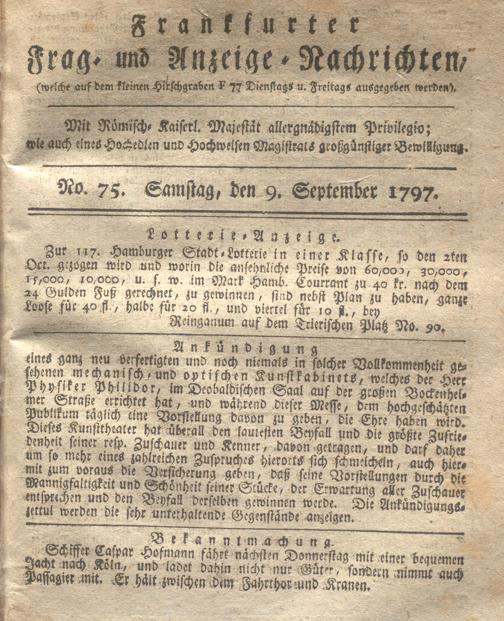 Frankfurter
Frag- und Anzeige-Nachrichten,
(welche auf dem kleinen Hirschgraben F 77 Dienstags u. Freitags ausgegeben werden).
Mit Römisch-Kaiserl. Majestät allergnädigstem Privilegio;
wie auch eines Hochedlen und Hochweisen Magistrats großgünstiger Bewilligung.
No. 75. Samstag, den 9. September 1797.
Lotterie-Anzeige.
Zur 117. Hamburger Stadt-Lotterie in einer Klasse, so den 2ten
Oct. gezogen wird und worin die ansehnliche Preise von 60,000, 30,000,
15,000, 10,000, u. s. w. im Mark Hamb. Courrant zu 40 kr. nach dem
24 Gulden Fuß gerechnet, zu gewinnen, sind nebst Plan zu haben, ganze
Loose für 40 fl., halbe für 20 fl., und viertel für 10 fl., bey
Reinganum auf dem Trierischen Platz No. 90.
Ankündigung
eines ganz neu verfertigten und noch niemals in solcher Vollkommenheit ge-
sehenen mechanisch- und optischen Kunstkabinets, welches der Herr
Physiker Philidor, im Deobaldischen Saal auf der großen Bockenhei-
mer Straße errichtet hat, und während dieser Messe, dem hochgeschätzten
Publikum täglich eine Vorstellung davon zu geben, die Ehre haben wird.
Dieses Kunsttheater hat überall den lautesten Beyfall und die größte Zufrie-
denheit seiner resp. Zuschauer und Kenner, davon getragen, und darf daher
um so mehr eines zahlreichen Zuspruches hierorts sich schmeicheln, auch hier-
mit zum voraus die Versicherung geben, daß seine Vorstellungen durch die
Mannigfaltigkeit und Schönheit seiner Stücke, der Erwartung aller Zuschauer
entsprechen und den Beyfall derselben gewinnen werde. Die Ankündigungs-
zettul werden die sehr unterhaltende Gegenstände anzeigen.
Bekanntmachung.
Schiffer Caspar Hofmann fährt nächsten Donnerstag mit einer bequemen
Jacht nach Köln, und ladet dahin nicht nur Güter, sondern nimmt auch
Passagier mit. Er hält zwischen dem Fahrthor und Kranen.